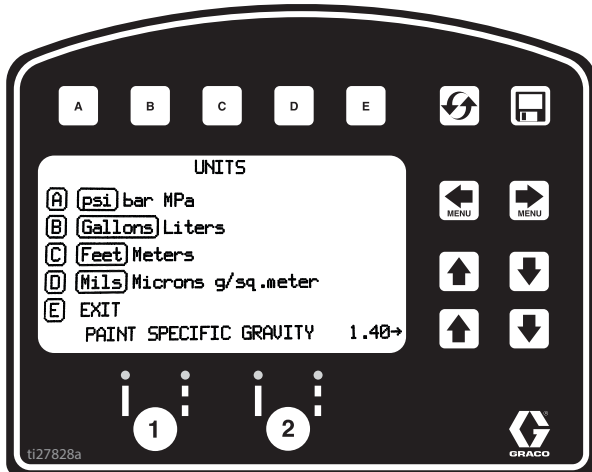 A B C D E
UNITS
A psi bar MPa
B Gallons Liters
C Feet Meters
D Mils Microns g/sq.meter
E EXIT
PAINT SPECIFIC GRAVITY 1.40→
MENU MENU
1 2
ti27828a
GRACO